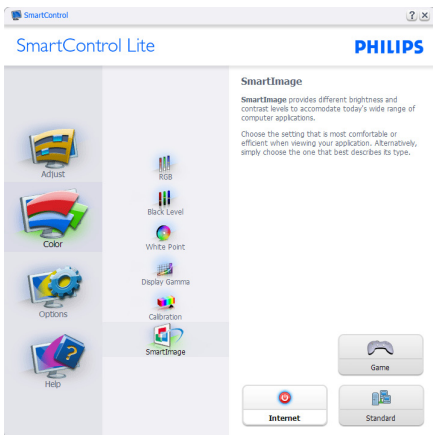 SmartControl
? x
SmartControl Lite
PHILIPS
Adjust
Color
Options
Help
RGB
Black Level
White Point
Display Gamma
Calibration
SmartImage
SmartImage
SmartImage provides different brightness and
contrast levels to accomodate today's wide range of
computer applications.
Choose the setting that is most comfortable or
efficient when viewing your application. Alternatively,
simply choose the one that best describes its type.
Game
Internet
Standard